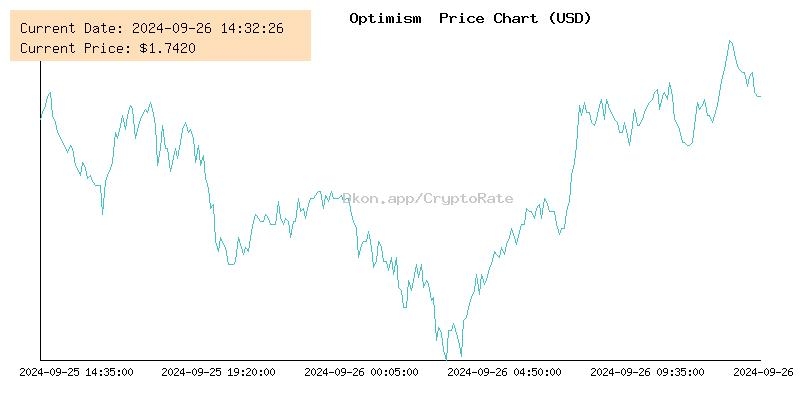 Optimism  Price Chart (USD)
Current Date: 2024-09-26 14:32:26
Current Price: $1.7420
Dkon.app/CryptoRate
2024-09-25 14:35:00 2024-09-25 19:20:00 2024-09-26 00:05:00 2024-09-26 04:50:00 2024-09-26 09:35:00 2024-09-26